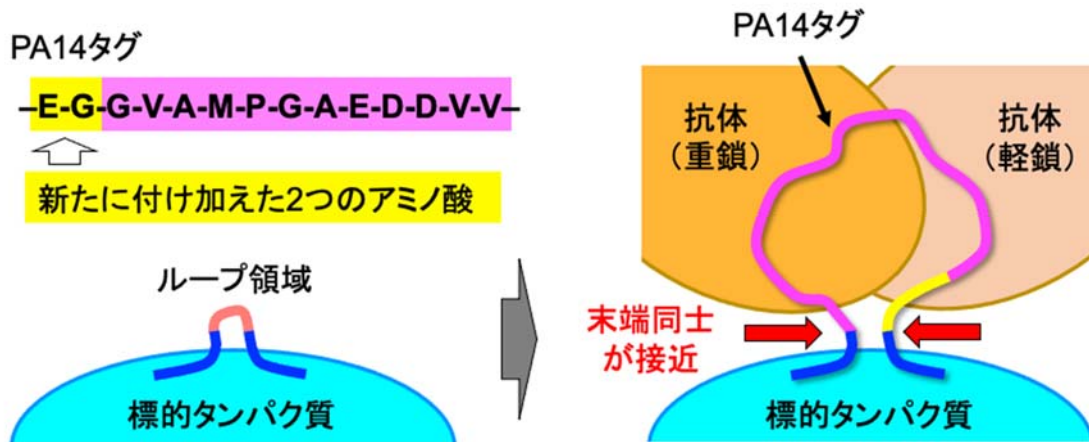 PA14タグ
–E-G-G-V-A-M-P-G-A-E-D-D-V-V–
新たに付け加えた2つのアミノ酸
ループ領域
標的タンパク質
PA14タグ
抗体
（重鎖）
抗体
（軽鎖）
末端同士
が接近
標的タンパク質